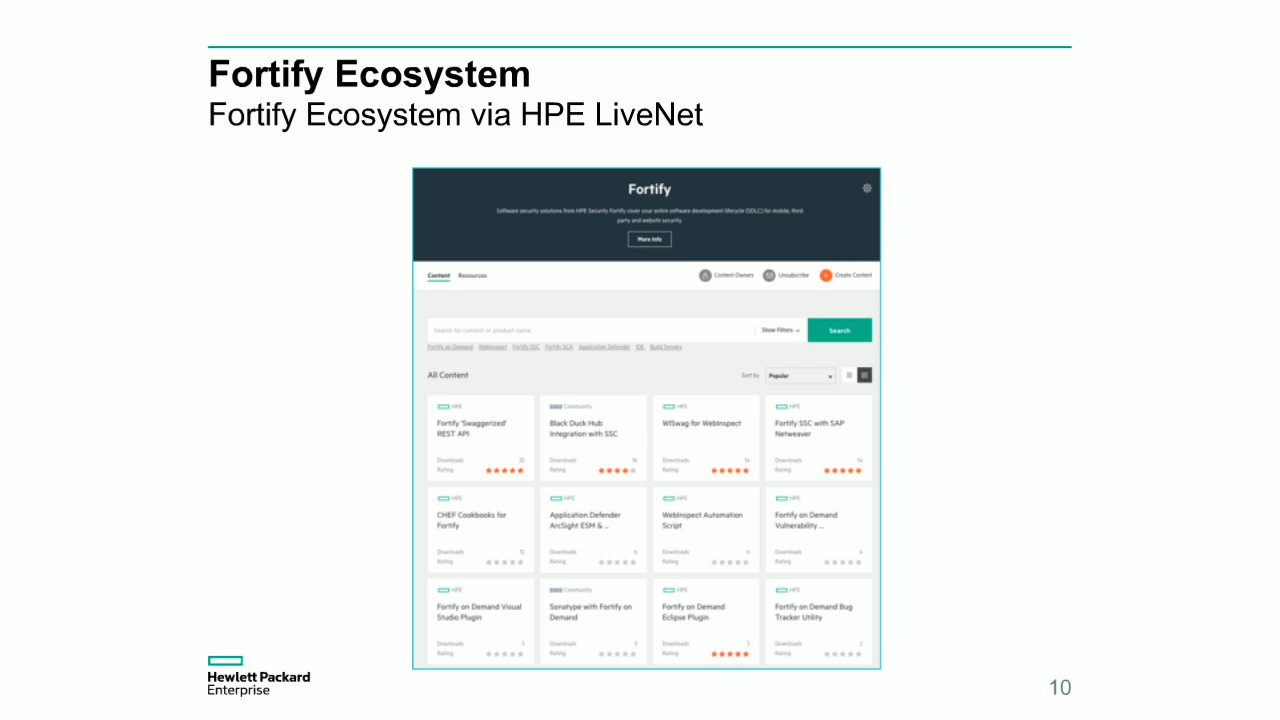 Fortify Ecosystem
Fortify Ecosystem via HPE LiveNet
Fortify
Software security solutions from HPE Security Fortify cover your entire software development lifecycle (SDLC) for mobile, third
party and website security.
More Info
Content Resources Content Owners Unsubscribe Create Content
Search for content or product name Show Filters Search
Fortify on Demand WebInspect Fortify SSC Fortify SCA Application Defender IDE Build Servers
All Content Sort by Popular
HPE Community HPE HPE
Fortify 'Swaggerized' Black Duck Hub WISwag for WebInspect Fortify SSC with SAP
REST API Integration with SSC Netweaver
Downloads 25 Downloads 16 Downloads 14 Downloads 14
Rating Rating Rating Rating
HPE HPE HPE HPE
CHEF Cookbooks for Application Defender WebInspect Automation Fortify on Demand
Fortify ArcSight ESM & ... Script Vulnerability ...
Downloads 12 Downloads Downloads Downloads
Rating Rating Rating Rating
HPE Community HPE HPE
Fortify on Demand Visual Sonatype with Fortify on Fortify on Demand Fortify on Demand Bug
Studio Plugin Demand Eclipse Plugin Tracker Utility
Downloads 3 Downloads 3 Downloads Downloads 2
Rating Rating Rating Rating
Hewlett Packard
Enterprise
10